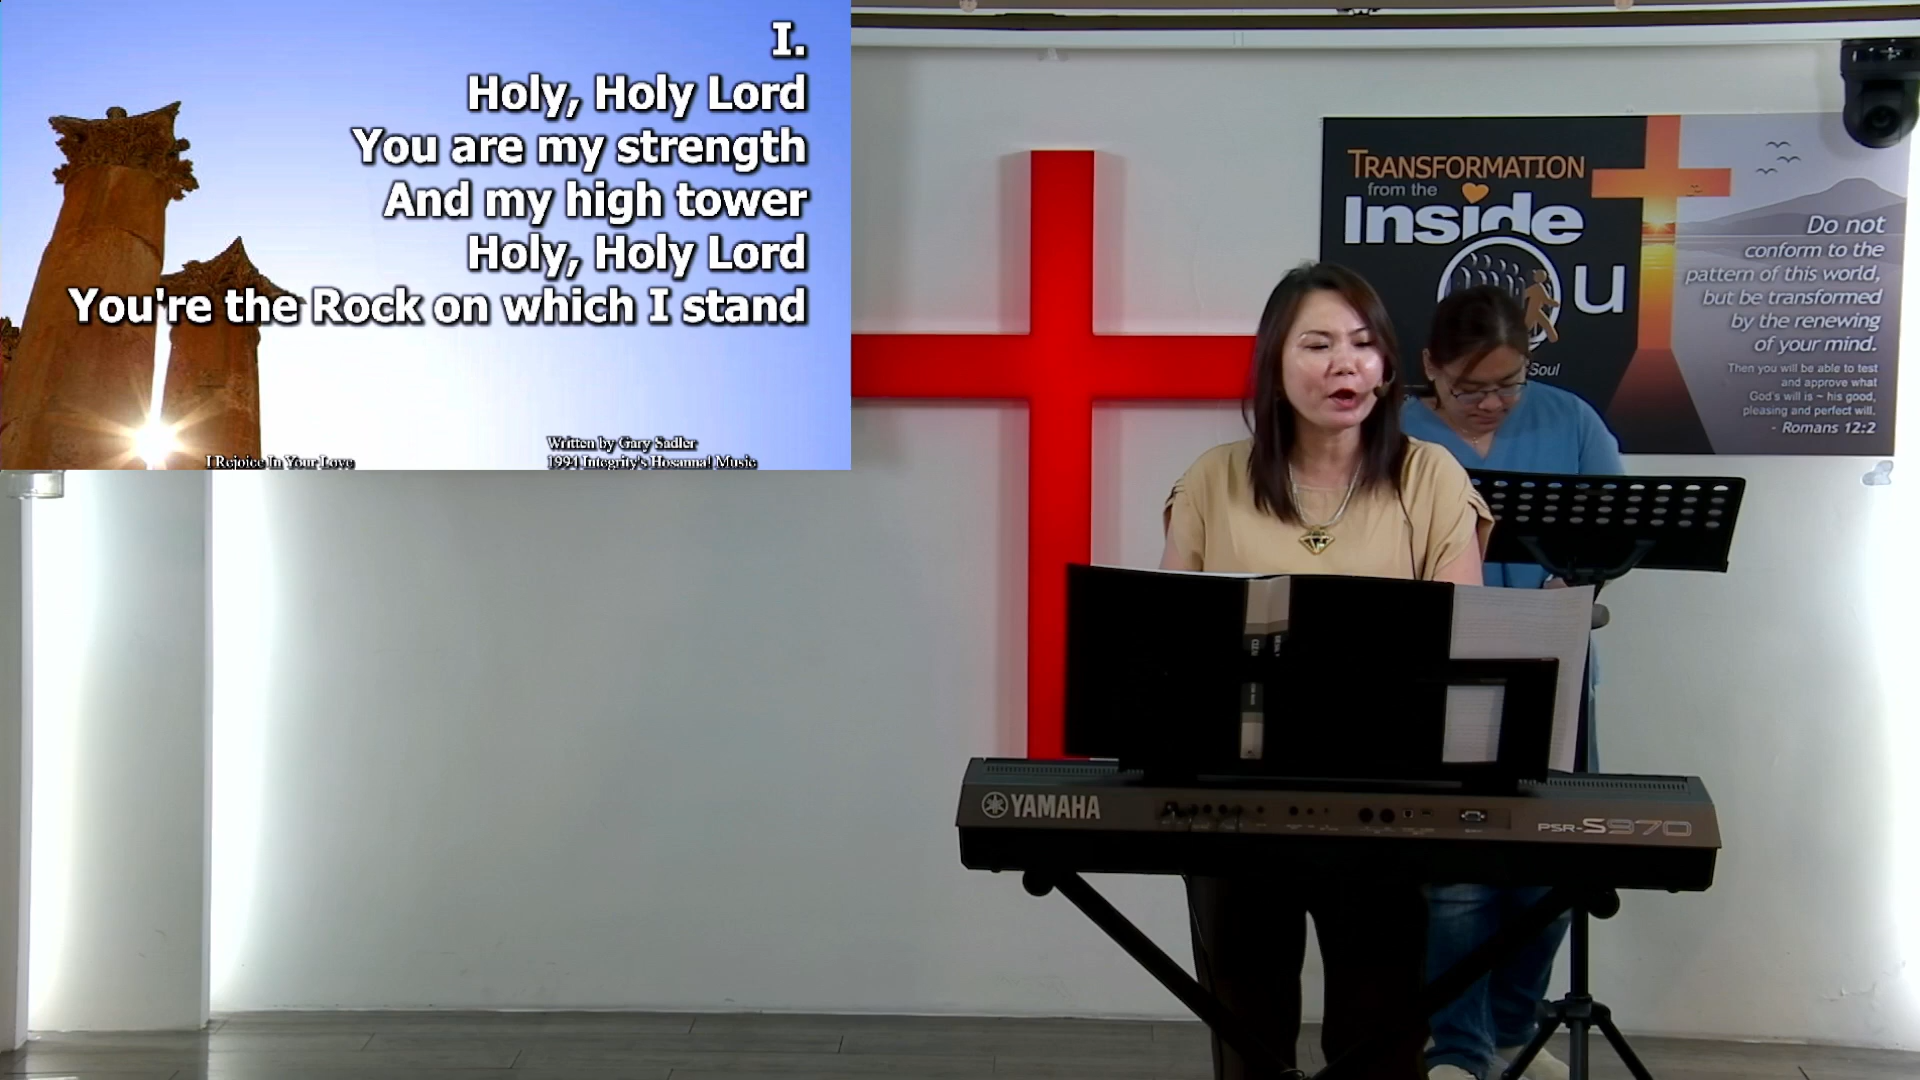 I.
Holy, Holy Lord
You are my strength
And my high tower
Holy, Holy Lord
You're the Rock on which I stand
Written by Gary Sadler
I Rejoice In Your Love
1994 Integrity's Hosanna! Music
TRANSFORMATION
from the
Inside
Ou
Soul
Do not
conform to the
pattern of this world,
but be transformed
by the renewing
of your mind.
Then you will be able to test
and approve what
God's will is ~ his good,
pleasing and perfect will.
- Romans 12:2
YAMAHA
PSR-S970